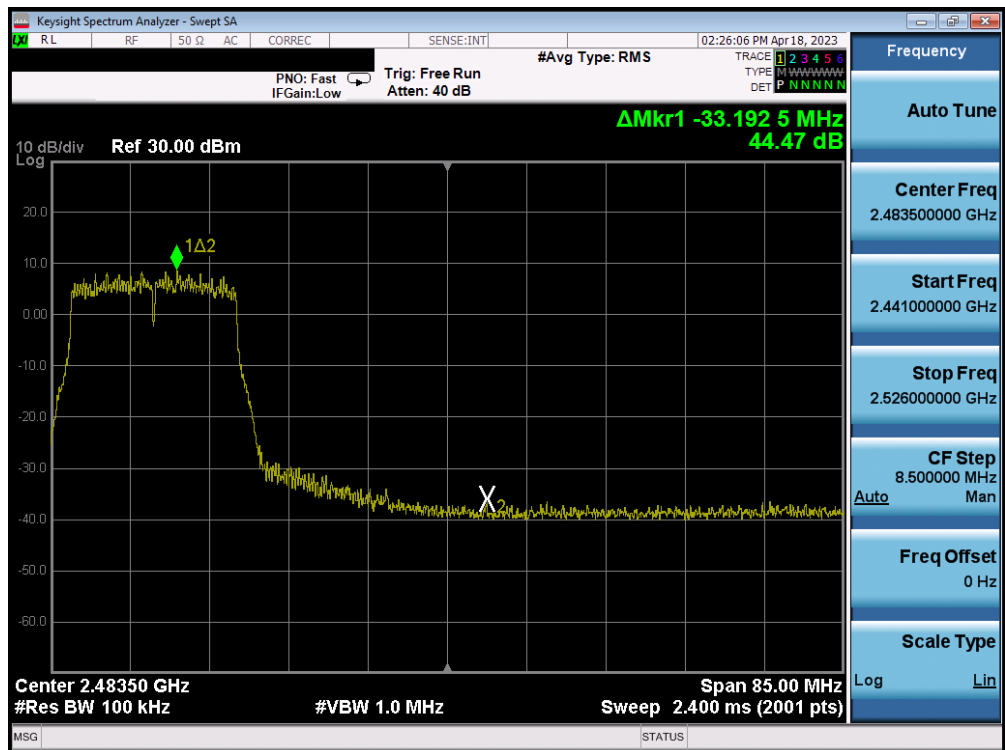 Keysight Spectrum Analyzer - Swept SA
LXI RL RF 50 Ω AC CORREC SENSE:INT 02:26:06 PM Apr 18, 2023
#Avg Type: RMS TRACE 1 2 3 4 5 6
PNO: Fast Trig: Free Run TYPE M WWWWW
IFGain:Low Atten: 40 dB DET P N N N N N
ΔMkr1 -33.192 5 MHz
44.47 dB
10 dB/div Ref 30.00 dBm
Log
20.0
1Δ2
10.0
0.00
-10.0
-20.0
-30.0
X2
-40.0
-50.0
-60.0
Center 2.48350 GHz Span 85.00 MHz
#Res BW 100 kHz #VBW 1.0 MHz Sweep 2.400 ms (2001 pts)
MSG STATUS
Frequency
Auto Tune
Center Freq
2.483500000 GHz
Start Freq
2.441000000 GHz
Stop Freq
2.526000000 GHz
CF Step
8.500000 MHz
Auto Man
Freq Offset
0 Hz
Scale Type
Log Lin